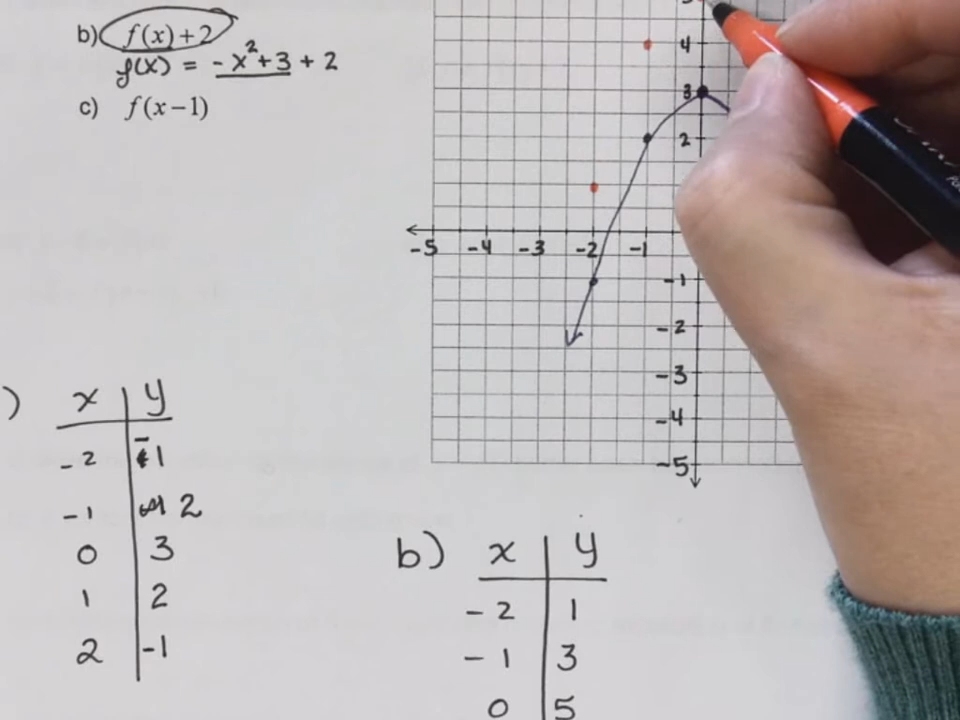 b) f(x)+2
g(x) = -x²+3 + 2
c) f(x-1)
5
4
3
2
-5 -4 -3 -2 -1
-1
-2
-3
-4
-5
) x y
-2 -1
-1 2
0 3
1 2
2 -1
b) x y
-2 1
-1 3
0 5